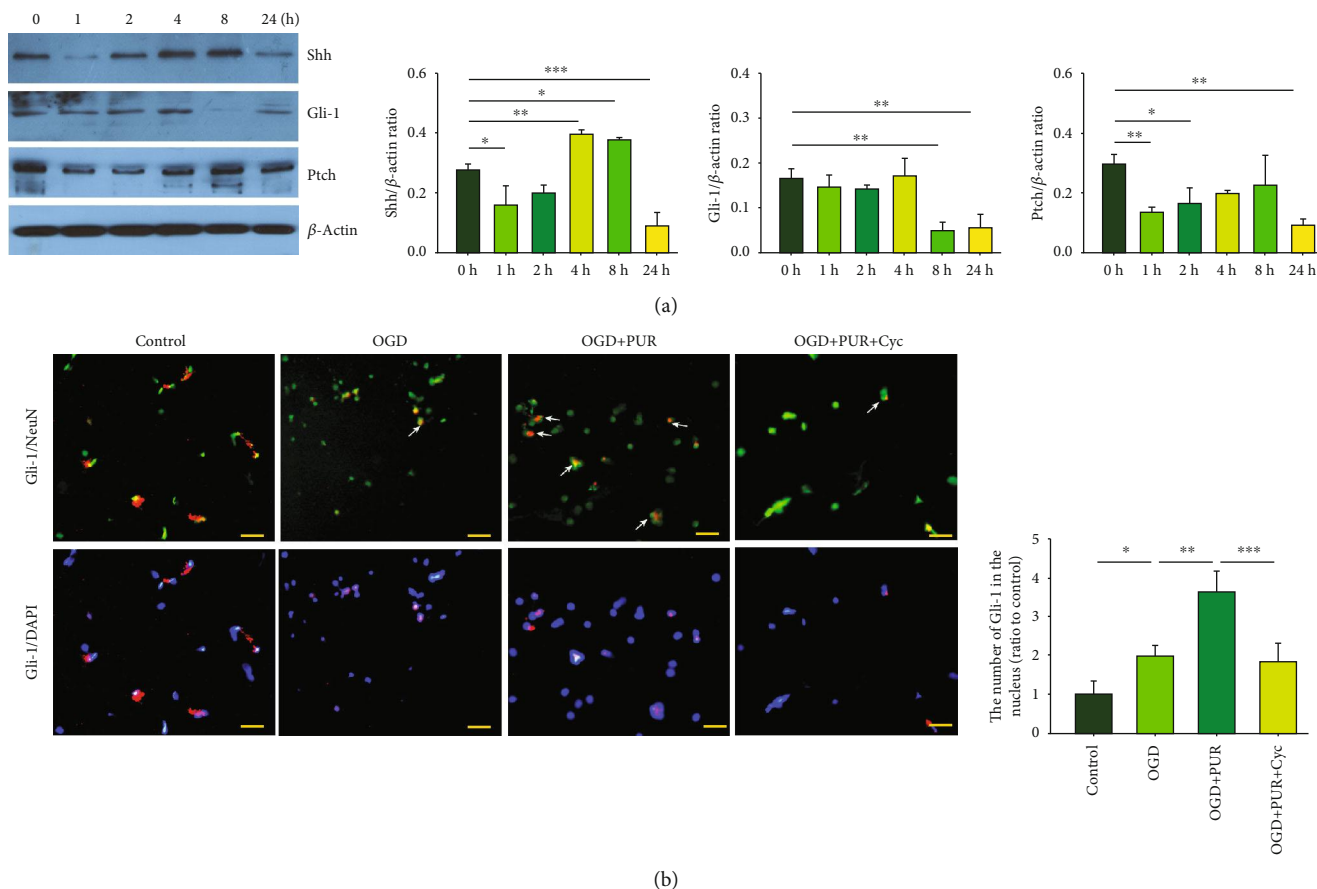 0 1 2 4 8 24 (h)
Shh
Gli-1
Ptch
β-Actin
Shh/β-actin ratio
0.6
0.4
0.2
0.0
***
*
**
*
0 h 1 h 2 h 4 h 8 h 24 h
Gli-1/β-actin ratio
0.4
0.3
0.2
0.1
0.0
**
**
0 h 1 h 2 h 4 h 8 h 24 h
Ptch/β-actin ratio
0.6
0.4
0.2
0.0
**
*
**
0 h 1 h 2 h 4 h 8 h 24 h
(a)
Control OGD OGD+PUR OGD+PUR+Cyc
Gli-1/NeuN
Gli-1/DAPI
The number of Gli-1 in the
nucleus (ratio to control)
5
4
3
2
1
0
* ** ***
Control
OGD
OGD+PUR
OGD+PUR+Cyc
(b)